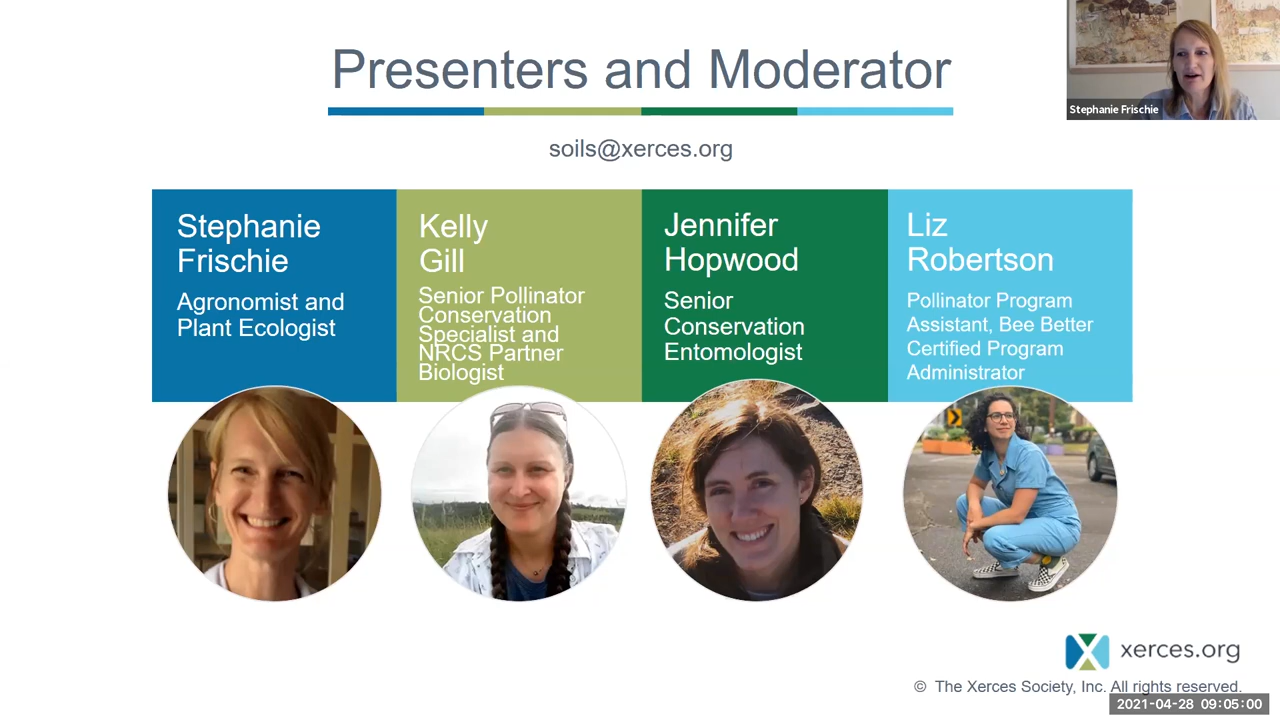 Presenters and Moderator
Stephanie Frischie
soils@xerces.org
Stephanie
Frischie
Agronomist and
Plant Ecologist
Kelly
Gill
Senior Pollinator
Conservation
Specialist and
NRCS Partner
Biologist
Jennifer
Hopwood
Senior
Conservation
Entomologist
Liz
Robertson
Pollinator Program
Assistant, Bee Better
Certified Program
Administrator
xerces.org
© The Xerces Society, Inc. All rights reserved.
2021-04-28 09:05:00